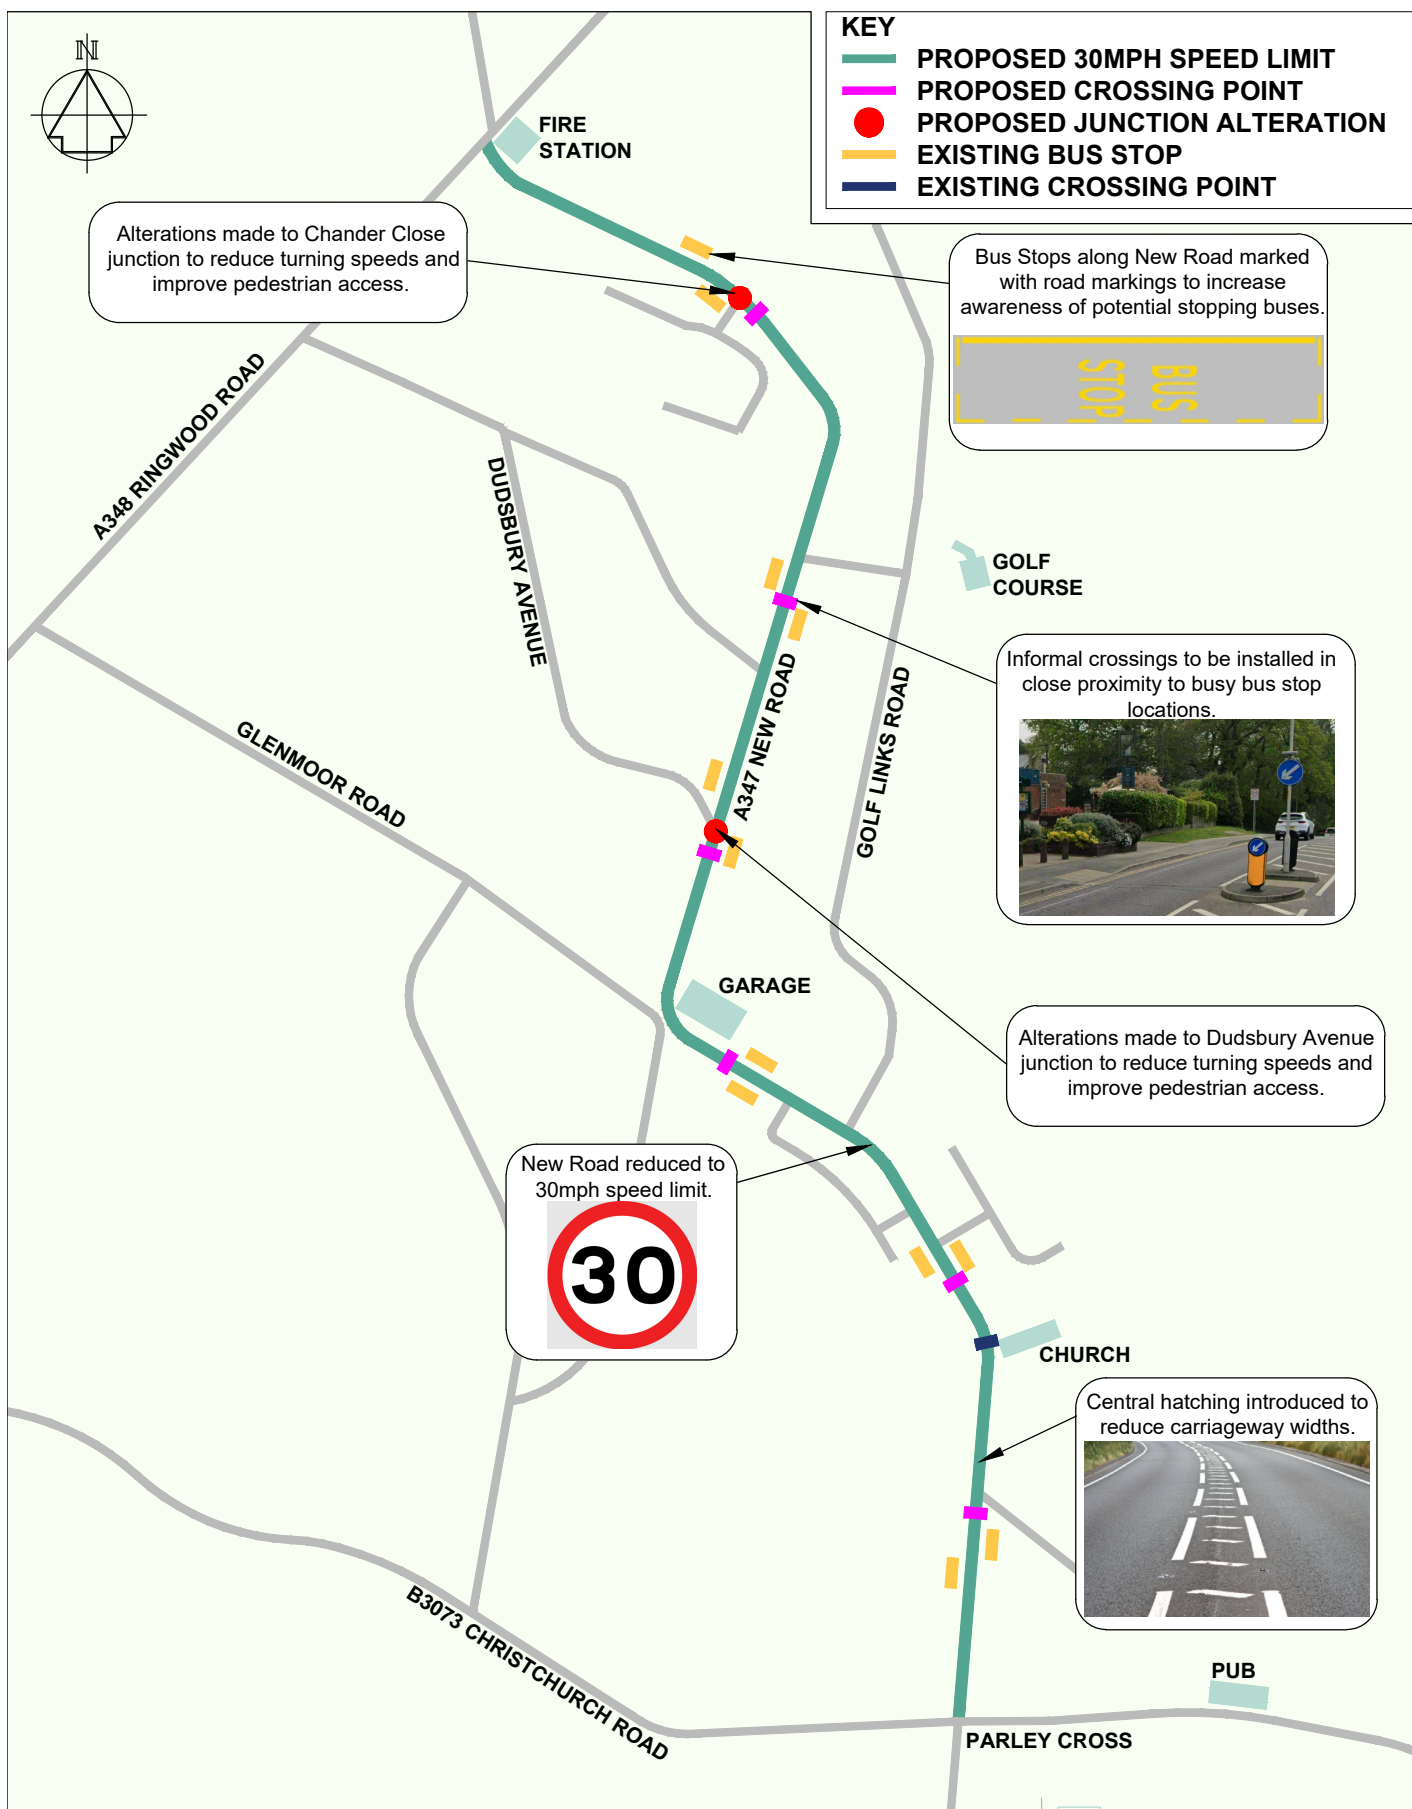 N
KEY
PROPOSED 30MPH SPEED LIMIT
PROPOSED CROSSING POINT
PROPOSED JUNCTION ALTERATION
EXISTING BUS STOP
EXISTING CROSSING POINT
FIRE
STATION
Alterations made to Chander Close
junction to reduce turning speeds and
improve pedestrian access.
Bus Stops along New Road marked
with road markings to increase
awareness of potential stopping buses.
BUS
STOP
A348 RINGWOOD ROAD
DUDSBURY AVENUE
GOLF
COURSE
Informal crossings to be installed in
close proximity to busy bus stop
locations.
A347 NEW ROAD
GOLF LINKS ROAD
GLENMOOR ROAD
GARAGE
Alterations made to Dudsbury Avenue
junction to reduce turning speeds and
improve pedestrian access.
New Road reduced to
30mph speed limit.
30
CHURCH
Central hatching introduced to
reduce carriageway widths.
B3073 CHRISTCHURCH ROAD
PUB
PARLEY CROSS